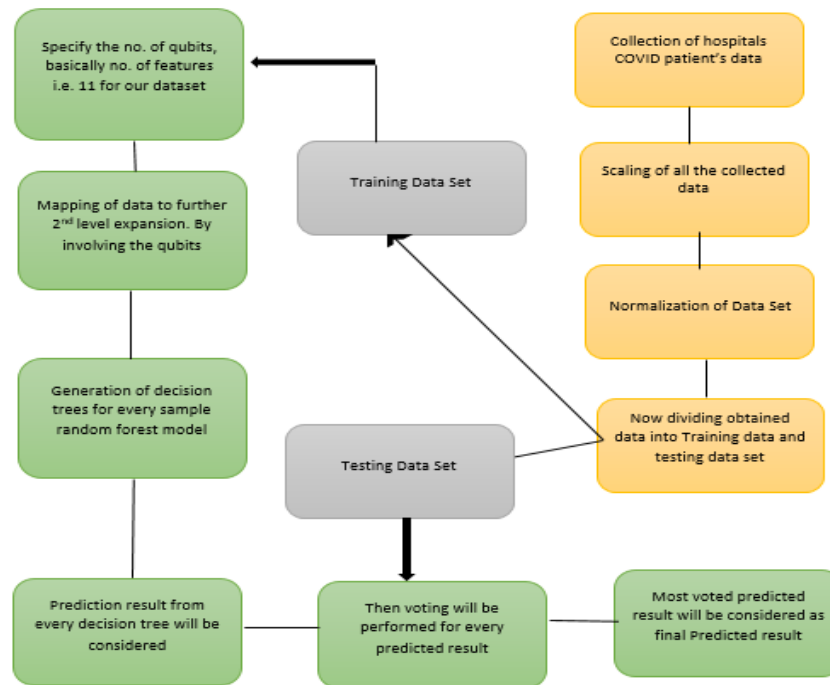 Specify the no. of qubits,
basically no. of features
i.e. 11 for our dataset
Collection of hospitals
COVID patient's data
Training Data Set
Scaling of all the collected
data
Mapping of data to further
2nd level expansion. By
involving the qubits
Normalization of Data Set
Generation of decision
trees for every sample
random forest model
Now dividing obtained
data into Training data and
testing data set
Testing Data Set
Prediction result from
every decision tree will be
considered
Then voting will be
performed for every
predicted result
Most voted predicted
result will be considered as
final Predicted result